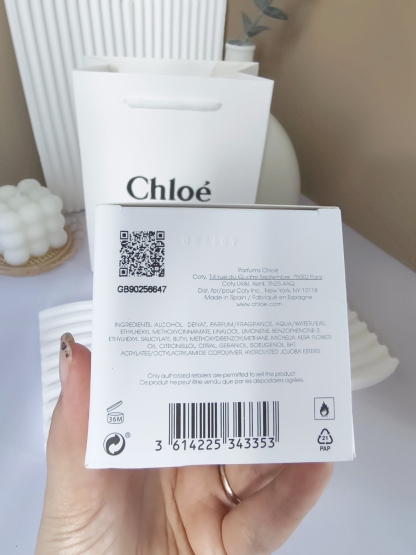 Chloé
GB90256647
Parfums Chloé
Coty, 14 rue du Quatre Septembre, 75002 Paris
Coty UK&I, Kent, TN25 4AQ
Dist. for/pour Coty Inc., New York, NY 10118
Made in Spain / Fabriqué en Espagne
www.chloe.com
INGREDIENTS: ALCOHOL DENAT., PARFUM/FRAGRANCE, AQUA/WATER/EAU,
ETHYLHEXYL METHOXYCINNAMATE, LINALOOL, LIMONENE, BENZOPHENONE-3,
ETHYLHEXYL SALICYLATE, BUTYL METHOXYDIBENZOYLMETHANE, MICHELIA ALBA FLOWER
OIL, CITRONELLOL, CITRAL, GERANIOL, ISOEUGENOL, BHT,
ACRYLATES/OCTYLACRYLAMIDE COPOLYMER, HYDROLYZED JOJOBA ESTERS
Only authorized retailers are permitted to sell this product
Ce produit ne peut être vendu que par les dépositaires agréés.
36M
3 614225 343353
21
PAP